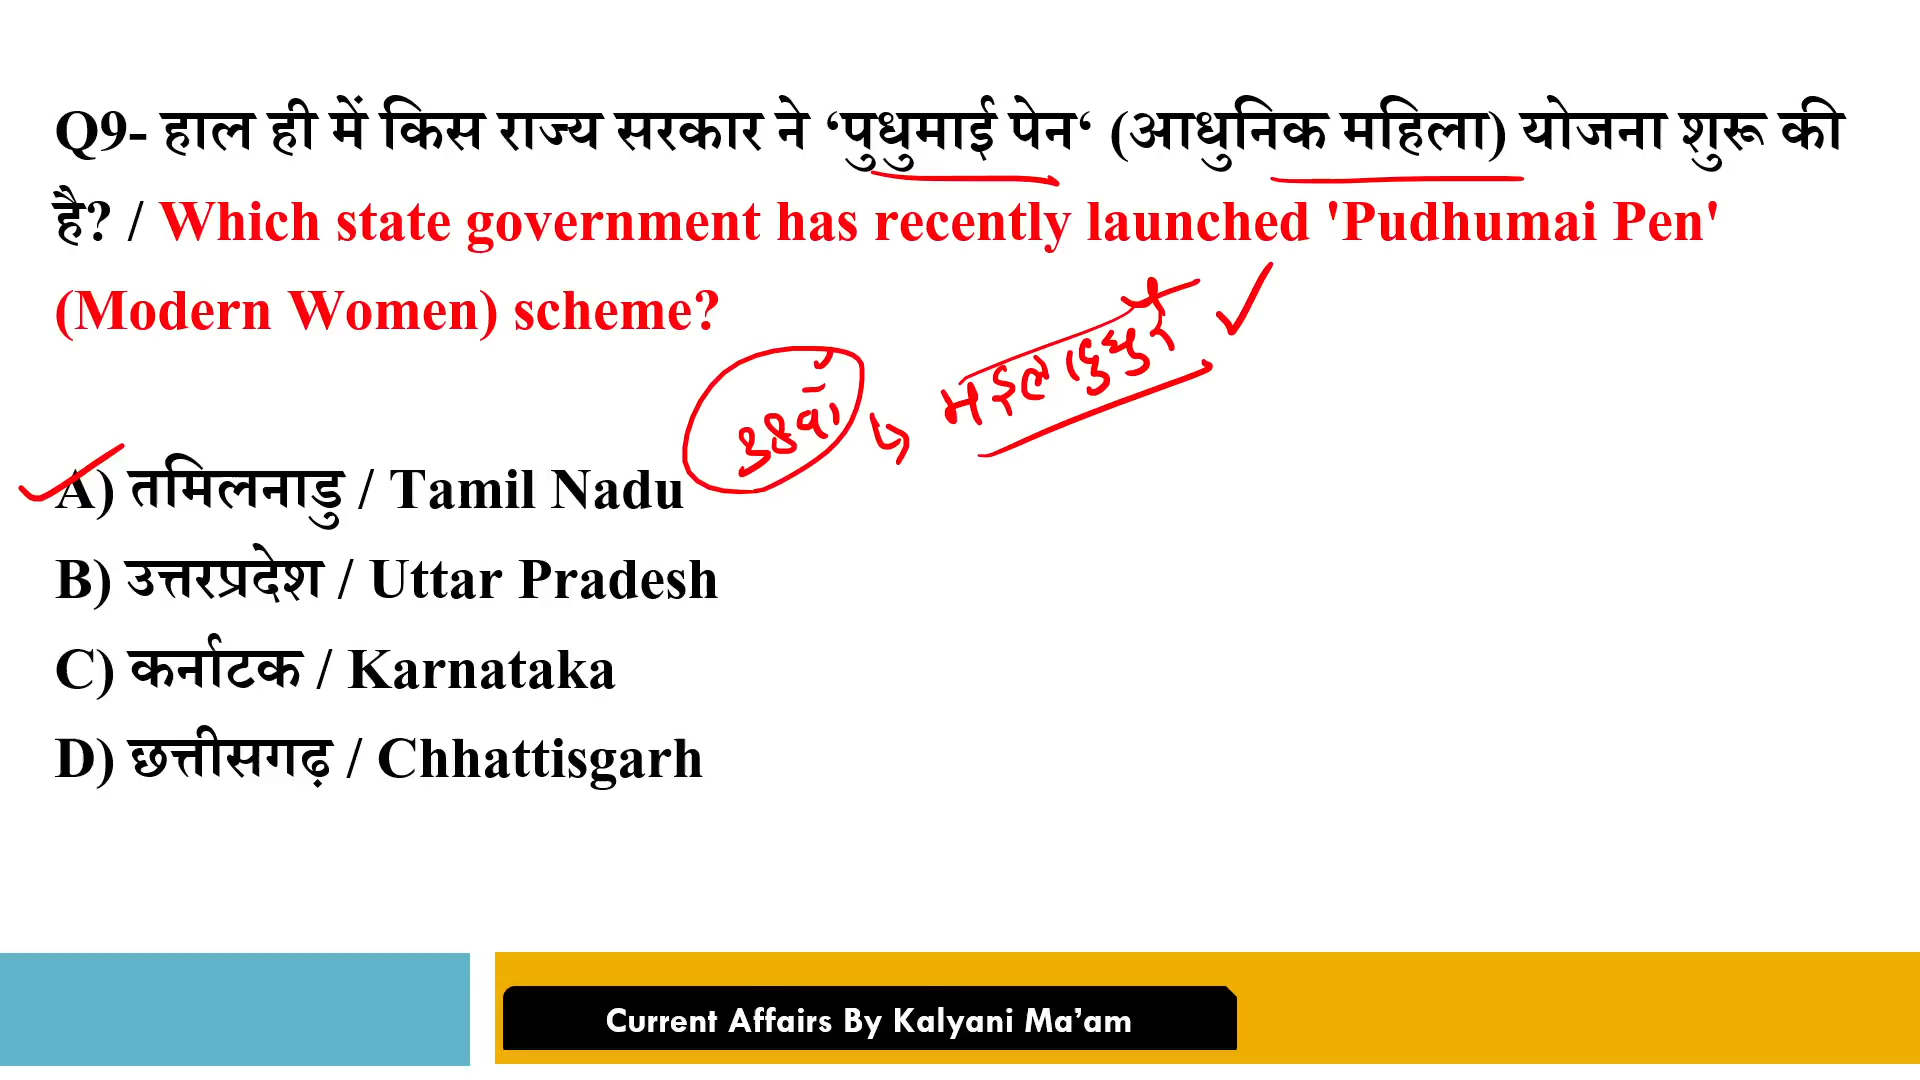 Q9- हाल ही में किस राज्य सरकार ने ‘पुधुमाई पेन‘ (आधुनिक महिला) योजना शुरू की
है? / Which state government has recently launched 'Pudhumai Pen'
(Modern Women) scheme?
A) तमिलनाडु / Tamil Nadu
B) उत्तरप्रदेश / Uttar Pradesh
C) कर्नाटक / Karnataka
D) छत्तीसगढ़ / Chhattisgarh
Current Affairs By Kalyani Ma’am